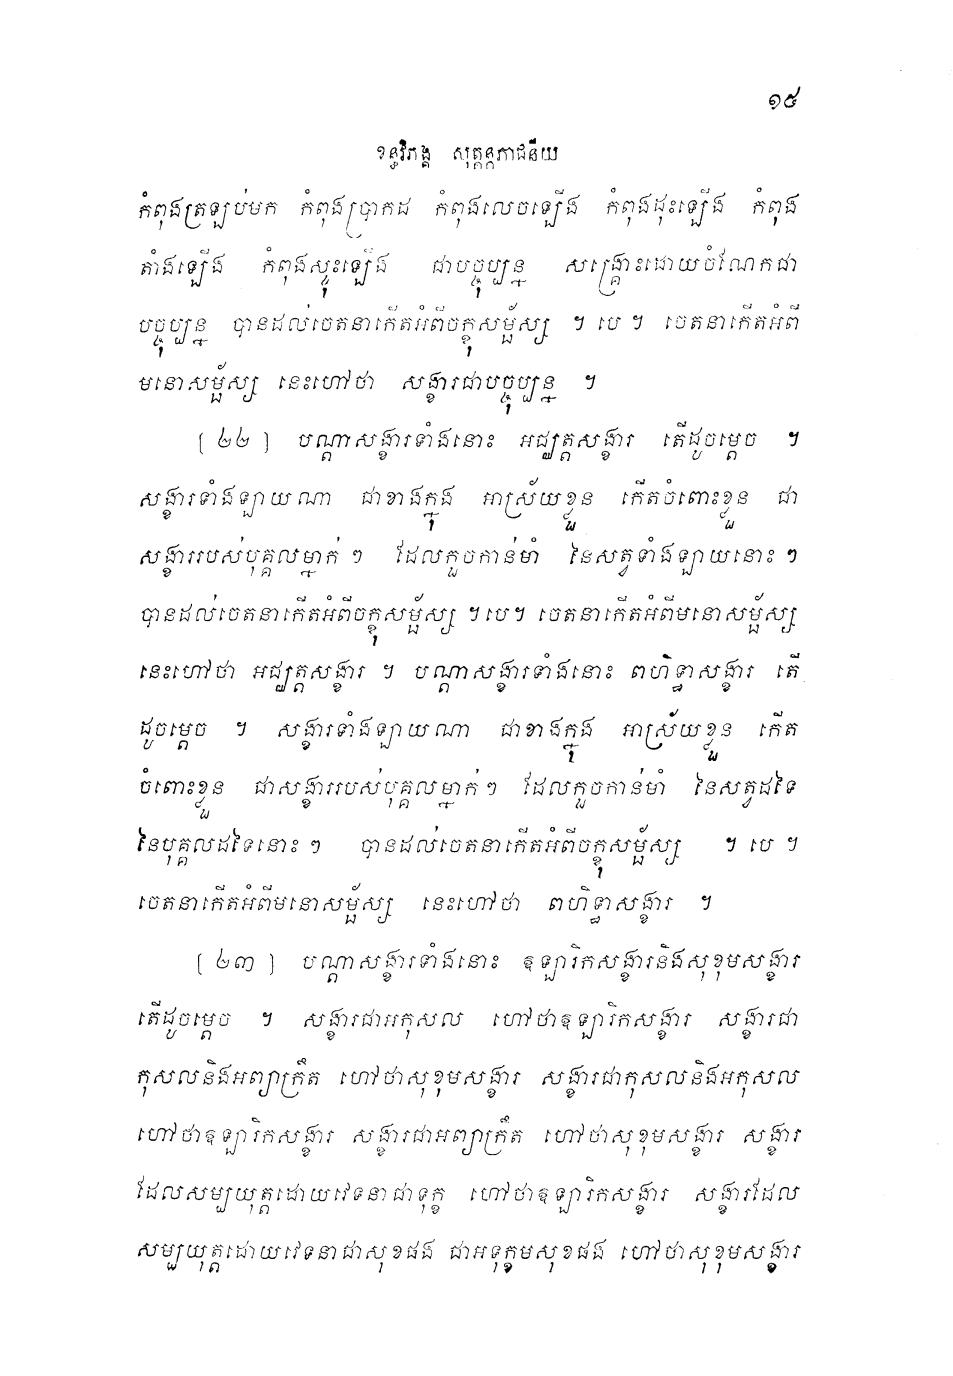 ១៥
ខន្ធវិភង្គ សុត្តន្តភាជនីយ
កំពុងត្រឡប់មក កំពុងប្រាកដ កំពុងលេចឡើង កំពុងដុះឡើង កំពុង
តាំងឡើង កំពុងស្ទុះឡើង ជាបច្ចុប្បន្ន សង្គ្រោះដោយចំណែកជា
បច្ចុប្បន្ន បានដល់ចេតនាកើតអំពីចក្ខុសម្ផ័ស្ស ។ បេ ។ ចេតនាកើតអំពី
មនោសម្ផ័ស្ស នេះហៅថា សង្ខារជាបច្ចុប្បន្ន ។
[ ៤៤ ] បណ្តាសង្ខារទាំងនោះ អជ្ឈត្តសង្ខារ តើដូចម្តេច ។
សង្ខារទាំងឡាយណា ជាខាងក្នុង អាស្រ័យខ្លួន កើតចំពោះខ្លួន ជា
សង្ខាររបស់បុគ្គលម្នាក់ ៗ ដែលកួចកាន់មាំ នៃសត្វទាំងឡាយនោះ ៗ
បានដល់ចេតនាកើតអំពីចក្ខុសម្ផ័ស្ស ។ បេ ។ ចេតនាកើតអំពីមនោសម្ផ័ស្ស
នេះហៅថា អជ្ឈត្តសង្ខារ ។ បណ្តាសង្ខារទាំងនោះ ពហិទ្ធាសង្ខារ តើ
ដូចម្តេច ។ សង្ខារទាំងឡាយណា ជាខាងក្នុង អាស្រ័យខ្លួន កើត
ចំពោះខ្លួន ជាសង្ខាររបស់បុគ្គលម្នាក់ៗ ដែលកួចកាន់មាំ នៃសត្វដទៃ
នៃបុគ្គលដទៃនោះ ៗ បានដល់ចេតនាកើតអំពីចក្ខុសម្ផ័ស្ស ។ បេ ។
ចេតនាកើតអំពីមនោសម្ផ័ស្ស នេះហៅថា ពហិទ្ធាសង្ខារ ។
[ ៤៣ ] បណ្តាសង្ខារទាំងនោះ ឱឡារិកសង្ខារនិងសុខុមសង្ខារ
តើដូចម្តេច ។ សង្ខារជាអកុសល ហៅថាឱឡារិកសង្ខារ សង្ខារជា
កុសលនិងអព្យាក្រឹត ហៅថាសុខុមសង្ខារ សង្ខារជាកុសលនិងអកុសល
ហៅថាឱឡារិកសង្ខារ សង្ខារជាអព្យាក្រឹត ហៅថាសុខុមសង្ខារ សង្ខារ
ដែលសម្បយុត្តដោយវេទនាជាទុក្ខ ហៅថាឱឡារិកសង្ខារ សង្ខារដែល
សម្បយុត្តដោយវេទនាជាសុខផង ជាអទុក្ខមសុខផង ហៅថាសុខុមសង្ខារ